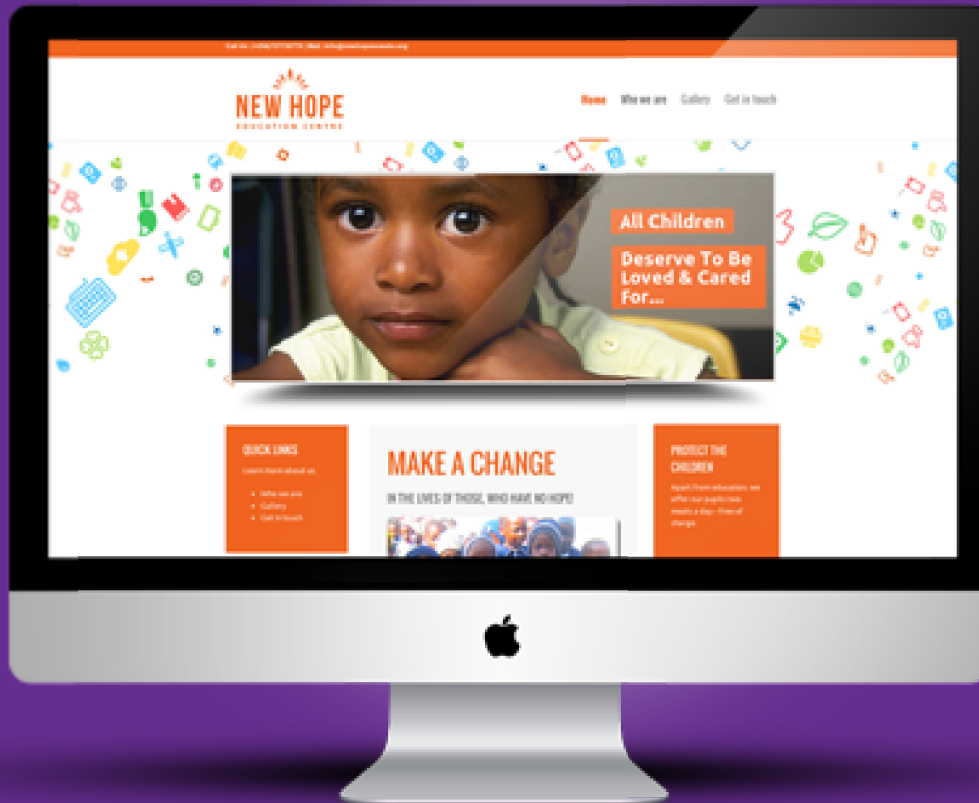 NEW HOPE
EDUCATION CENTRE
Home Who we are Gallery Get in touch
All Children
Deserve To Be
Loved & Cared
For...
QUICK LINKS
Learn more about us
Who we are
Gallery
Get in touch
MAKE A CHANGE
IN THE LIVES OF THOSE, WHO HAVE NO HOPE!
PROTECT THE
CHILDREN
Apart from education, we
offer our pupils two
meals a day - free of
charge.